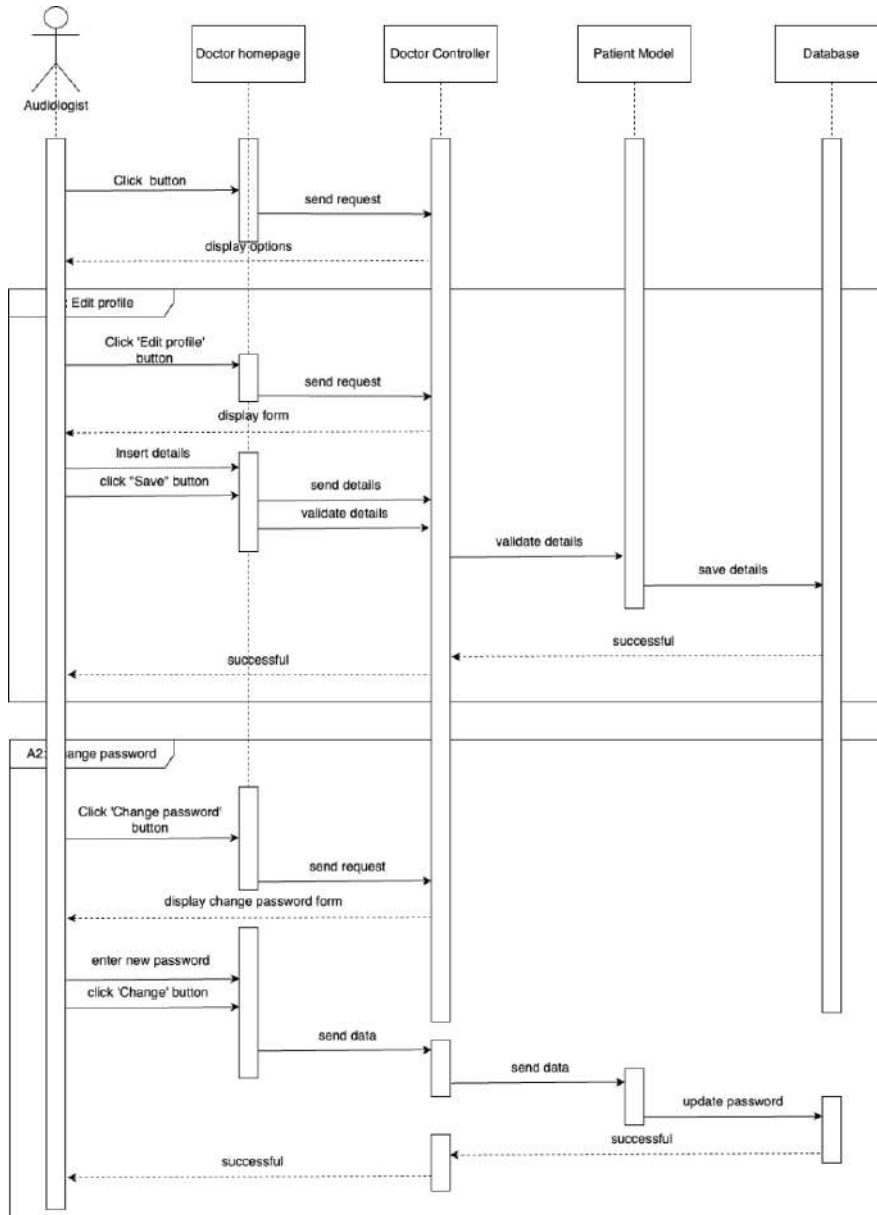 Doctor homepage
Doctor Controller
Patient Model
Database
Audiologist
Click button
send request
display options
: Edit profile
Click 'Edit profile'
button
send request
display form
Insert details
click "Save" button
send details
validate details
validate details
save details
successful
successful
A2: ange password
Click 'Change password'
button
send request
display change password form
enter new password
click 'Change' button
send data
send data
update password
successful
successful